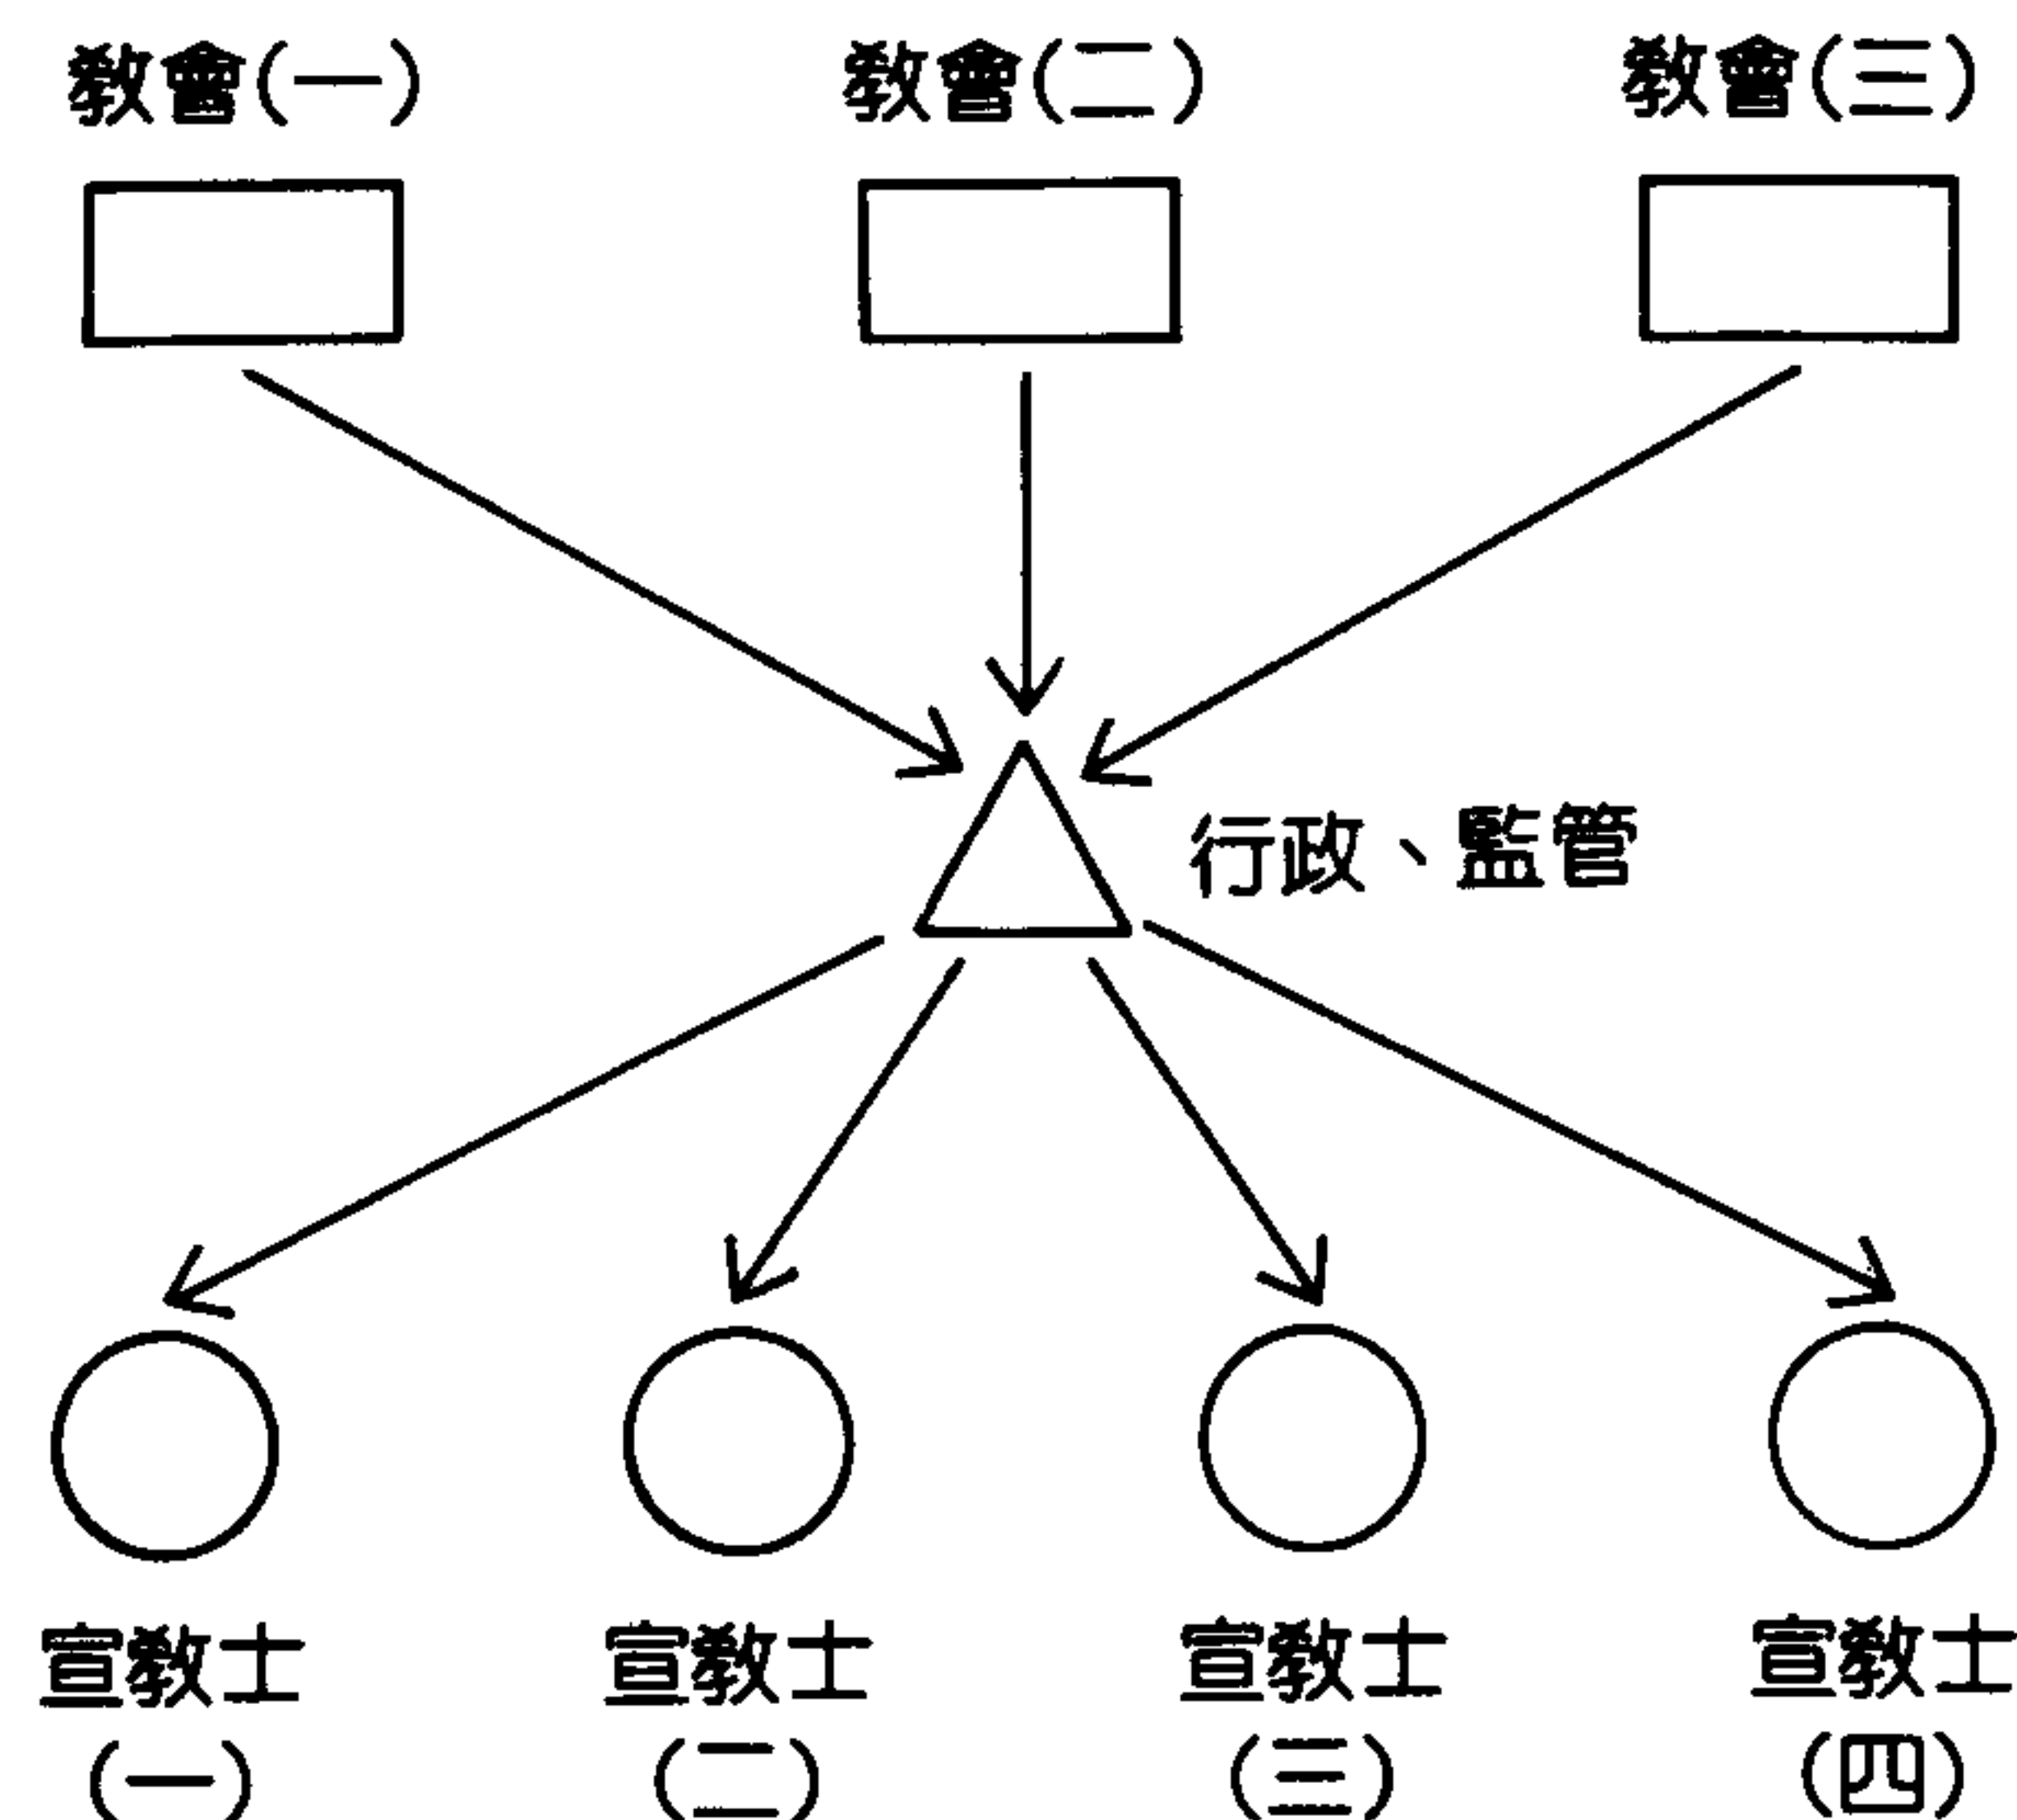 教會(一) 教會(二) 教會(三)
行政、監管
宣教士 宣教士 宣教士 宣教士
(一) (二) (三) (四)